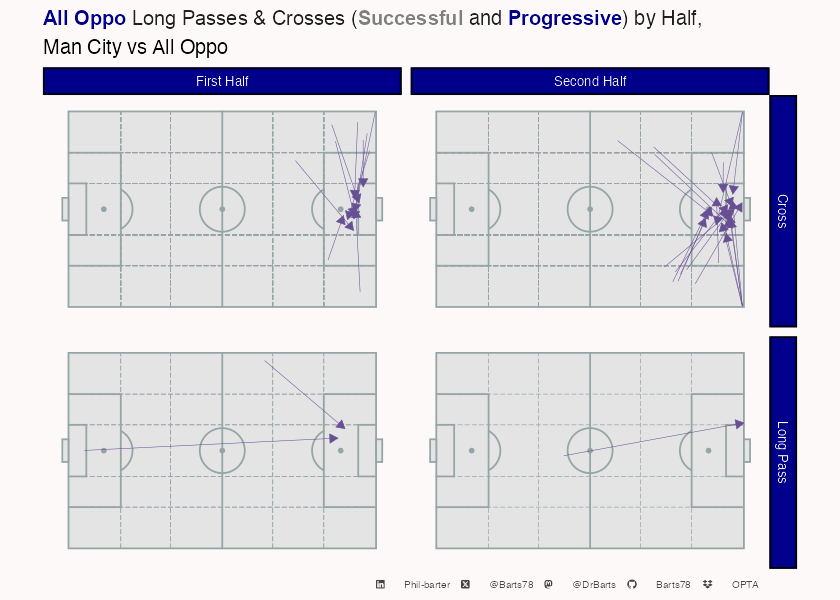 All Oppo Long Passes & Crosses (Successful and Progressive) by Half,
Man City vs All Oppo
First Half
Second Half
Cross
Long Pass
Phil-barter @Barts78 @DrBarts Barts78 OPTA